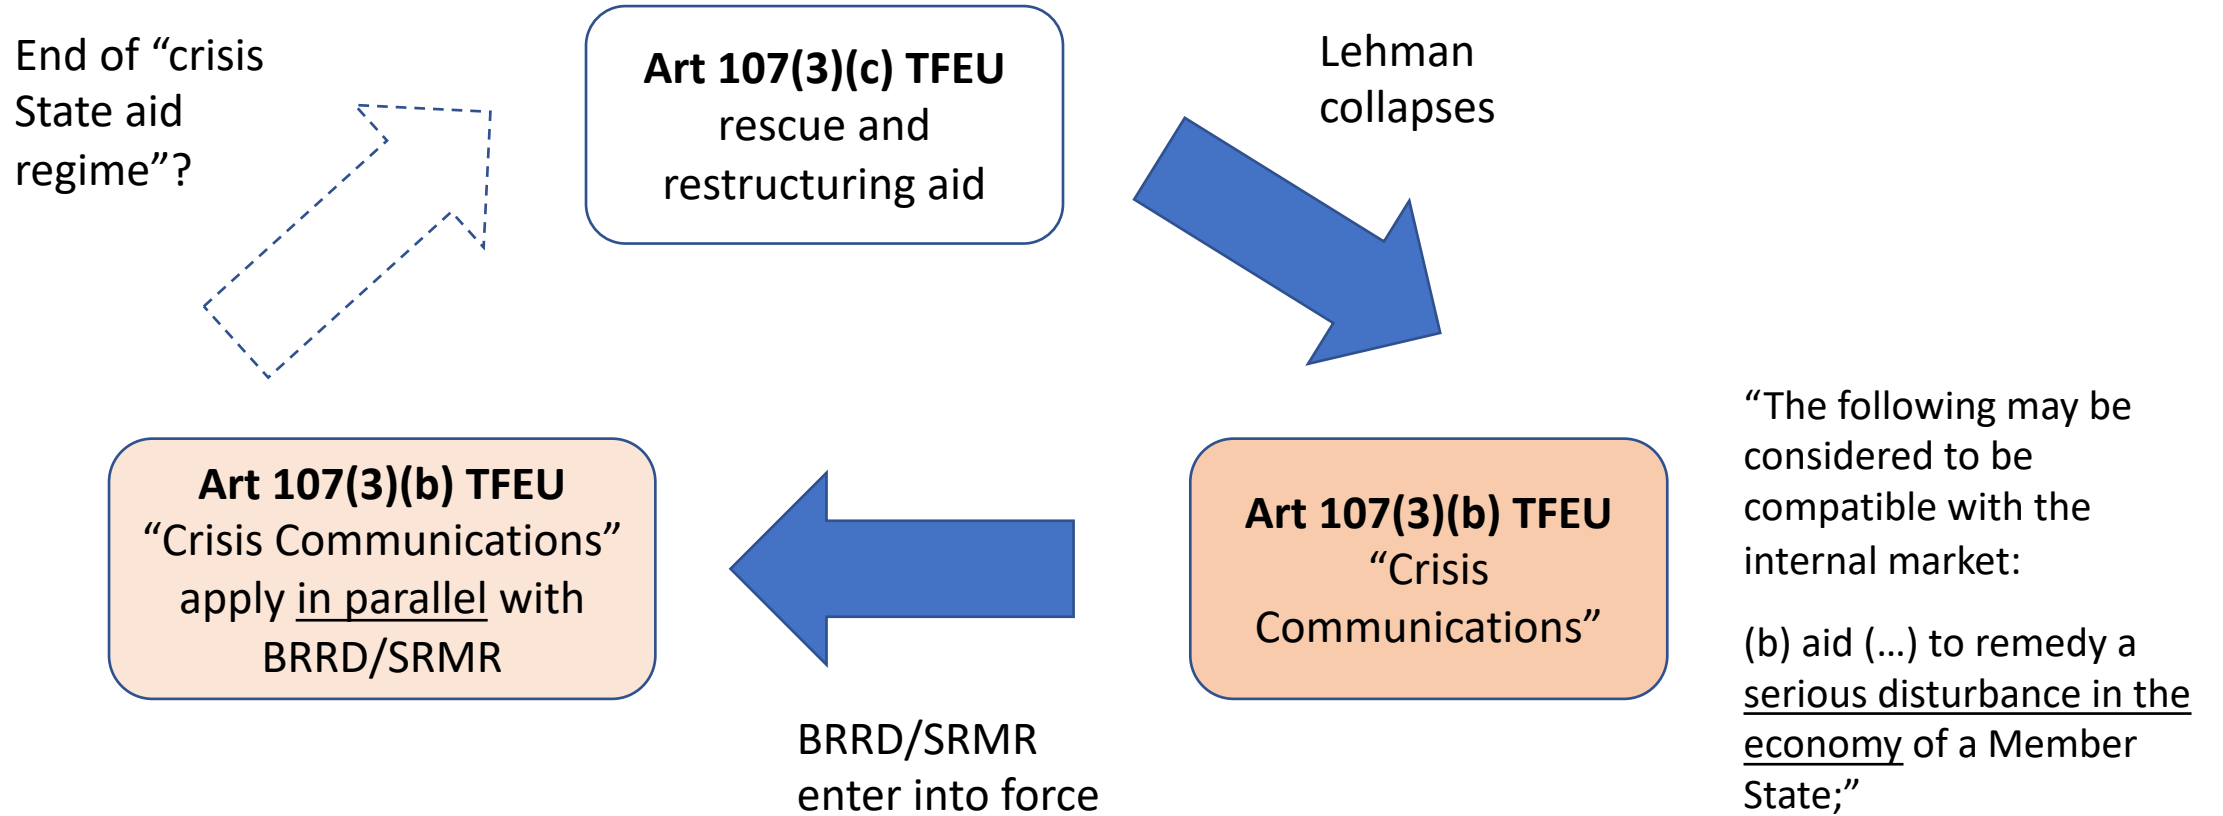 End of “crisis
State aid
regime”?
Art 107(3)(c) TFEU
rescue and
restructuring aid
Lehman
collapses
Art 107(3)(b) TFEU
“Crisis
Communications”
“The following may be
considered to be
compatible with the
internal market:
(b) aid (…) to remedy a
serious disturbance in the
economy of a Member
State;”
BRRD/SRMR
enter into force
Art 107(3)(b) TFEU
“Crisis Communications”
apply in parallel with
BRRD/SRMR